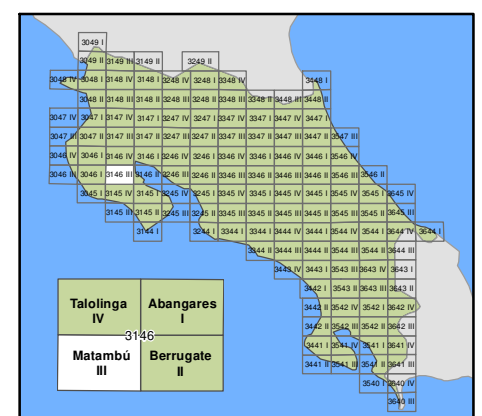 3049 I
3049 II 3149 III 3149 II 3249 II
3048 IV 3048 I 3148 IV 3148 I 3248 IV 3248 I 3348 IV 3448 I
3048 II 3148 III 3148 II 3248 III 3248 II 3348 III 3348 II 3448 III 3448 II
3047 IV 3047 I 3147 IV 3147 I 3247 IV 3247 I 3347 IV 3347 I 3447 IV 3447 I
3047 III 3047 II 3147 III 3147 II 3247 III 3247 II 3347 III 3347 II 3447 III 3447 II 3547 III
3046 IV 3046 I 3146 IV 3146 I 3246 IV 3246 I 3346 IV 3346 I 3446 IV 3446 I 3546 IV
3046 III 3046 II 3146 III 3146 II 3246 III 3246 II 3346 III 3346 II 3446 III 3446 II 3546 III 3546 II
3045 I 3145 IV 3145 I 3245 IV 3245 I 3345 IV 3345 I 3445 IV 3445 I 3545 IV 3545 I 3645 IV
3145 III 3145 II 3245 III 3245 II 3345 III 3345 II 3445 III 3445 II 3545 III 3545 II 3645 III
3144 I 3244 I 3344 IV 3344 I 3444 IV 3444 I 3544 IV 3544 I 3644 IV 3644 I
3344 II 3444 III 3444 II 3544 III 3544 II 3644 III
3443 IV 3443 I 3543 IV 3543 I 3643 IV
3443 II 3543 III 3543 II 3643 III
Talolinga
IV
Abangares
I
3146
Matambú
III
Berrugate
II
3442 I 3542 IV 3542 I 3642 IV
3442 II 3542 III 3542 II 3642 III
3441 I 3541 IV 3541 I 3641 IV
3441 II 3541 III 3541 II 3641 III
3540 I 3640 IV
3640 III